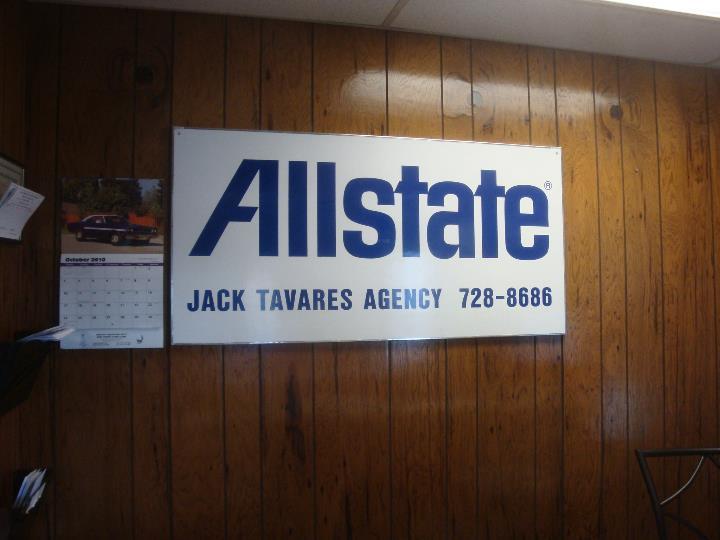 Allstate®
JACK TAVARES AGENCY 728-8686
October 2010